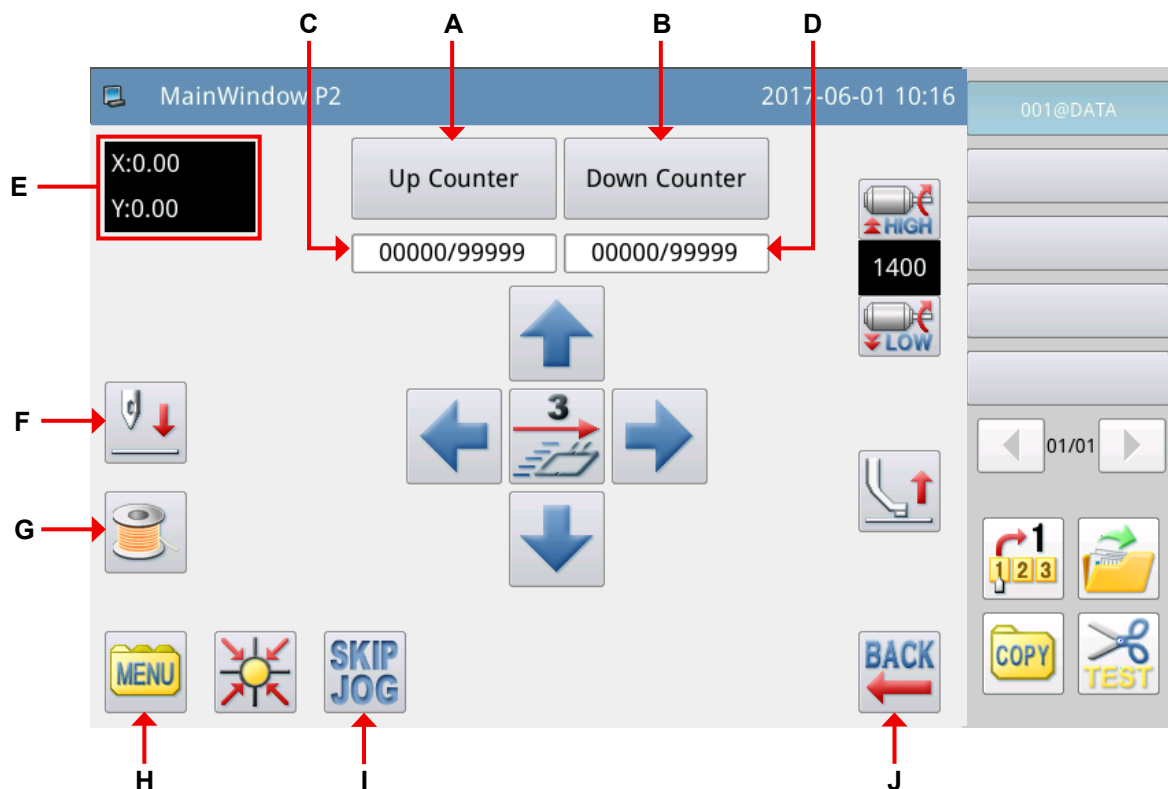 C A B D
MainWindow P2 2017-06-01 10:16
001@DATA
X:0.00
Y:0.00
E
Up Counter Down Counter
HIGH
00000/99999 00000/99999
1400
LOW
3
F
01/01
G
1
1 2 3
MENU
SKIP
JOG
BACK
COPY
TEST
H I J